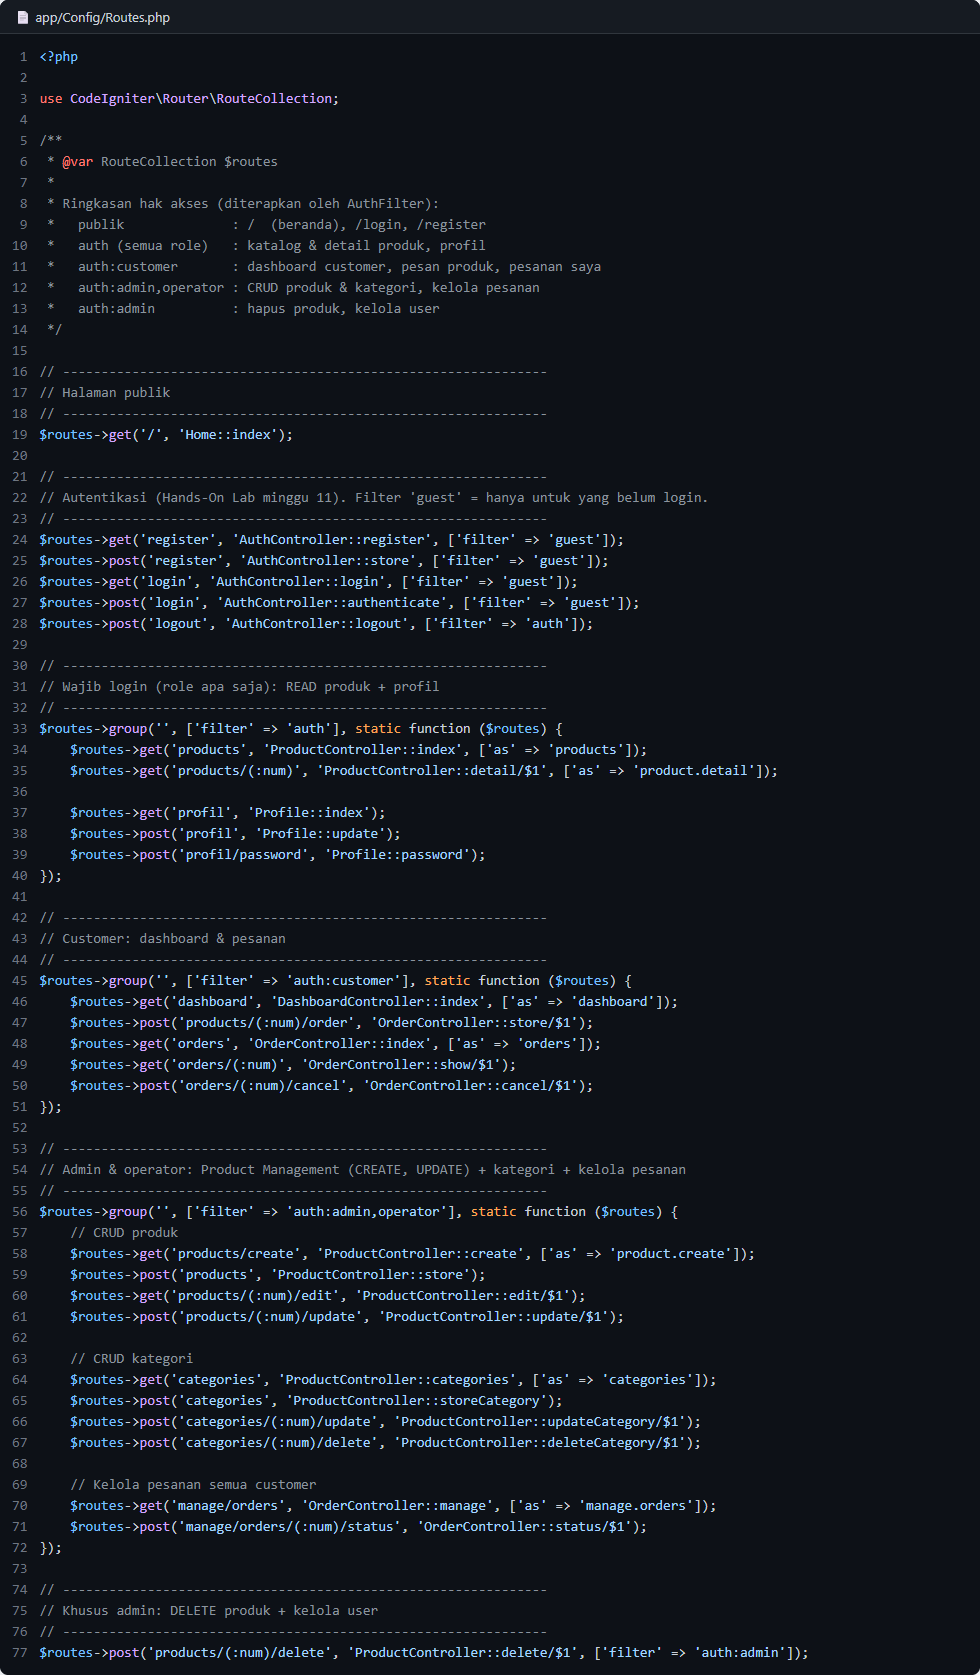 app/Config/Routes.php
1 <?php
2
3 use CodeIgniter\Router\RouteCollection;
4
5 /**
6  * @var RouteCollection $routes
7  *
8  * Ringkasan hak akses (diterapkan oleh AuthFilter):
9  *   publik              : /  (beranda), /login, /register
10  *   auth (semua role)   : katalog & detail produk, profil
11  *   auth:customer       : dashboard customer, pesan produk, pesanan saya
12  *   auth:admin,operator : CRUD produk & kategori, kelola pesanan
13  *   auth:admin          : hapus produk, kelola user
14  */
15
16 // ---------------------------------------------------------------
17 // Halaman publik
18 // ---------------------------------------------------------------
19 $routes->get('/', 'Home::index');
20
21 // ---------------------------------------------------------------
22 // Autentikasi (Hands-On Lab minggu 11). Filter 'guest' = hanya untuk yang belum login.
23 // ---------------------------------------------------------------
24 $routes->get('register', 'AuthController::register', ['filter' => 'guest']);
25 $routes->post('register', 'AuthController::store', ['filter' => 'guest']);
26 $routes->get('login', 'AuthController::login', ['filter' => 'guest']);
27 $routes->post('login', 'AuthController::authenticate', ['filter' => 'guest']);
28 $routes->post('logout', 'AuthController::logout', ['filter' => 'auth']);
29
30 // ---------------------------------------------------------------
31 // Wajib login (role apa saja): READ produk + profil
32 // ---------------------------------------------------------------
33 $routes->group('', ['filter' => 'auth'], static function ($routes) {
34     $routes->get('products', 'ProductController::index', ['as' => 'products']);
35     $routes->get('products/(:num)', 'ProductController::detail/$1', ['as' => 'product.detail']);
36
37     $routes->get('profil', 'Profile::index');
38     $routes->post('profil', 'Profile::update');
39     $routes->post('profil/password', 'Profile::password');
40 });
41
42 // ---------------------------------------------------------------
43 // Customer: dashboard & pesanan
44 // ---------------------------------------------------------------
45 $routes->group('', ['filter' => 'auth:customer'], static function ($routes) {
46     $routes->get('dashboard', 'DashboardController::index', ['as' => 'dashboard']);
47     $routes->post('products/(:num)/order', 'OrderController::store/$1');
48     $routes->get('orders', 'OrderController::index', ['as' => 'orders']);
49     $routes->get('orders/(:num)', 'OrderController::show/$1');
50     $routes->post('orders/(:num)/cancel', 'OrderController::cancel/$1');
51 });
52
53 // ---------------------------------------------------------------
54 // Admin & operator: Product Management (CREATE, UPDATE) + kategori + kelola pesanan
55 // ---------------------------------------------------------------
56 $routes->group('', ['filter' => 'auth:admin,operator'], static function ($routes) {
57     // CRUD produk
58     $routes->get('products/create', 'ProductController::create', ['as' => 'product.create']);
59     $routes->post('products', 'ProductController::store');
60     $routes->get('products/(:num)/edit', 'ProductController::edit/$1');
61     $routes->post('products/(:num)/update', 'ProductController::update/$1');
62
63     // CRUD kategori
64     $routes->get('categories', 'ProductController::categories', ['as' => 'categories']);
65     $routes->post('categories', 'ProductController::storeCategory');
66     $routes->post('categories/(:num)/update', 'ProductController::updateCategory/$1');
67     $routes->post('categories/(:num)/delete', 'ProductController::deleteCategory/$1');
68
69     // Kelola pesanan semua customer
70     $routes->get('manage/orders', 'OrderController::manage', ['as' => 'manage.orders']);
71     $routes->post('manage/orders/(:num)/status', 'OrderController::status/$1');
72 });
73
74 // ---------------------------------------------------------------
75 // Khusus admin: DELETE produk + kelola user
76 // ---------------------------------------------------------------
77 $routes->post('products/(:num)/delete', 'ProductController::delete/$1', ['filter' => 'auth:admin']);